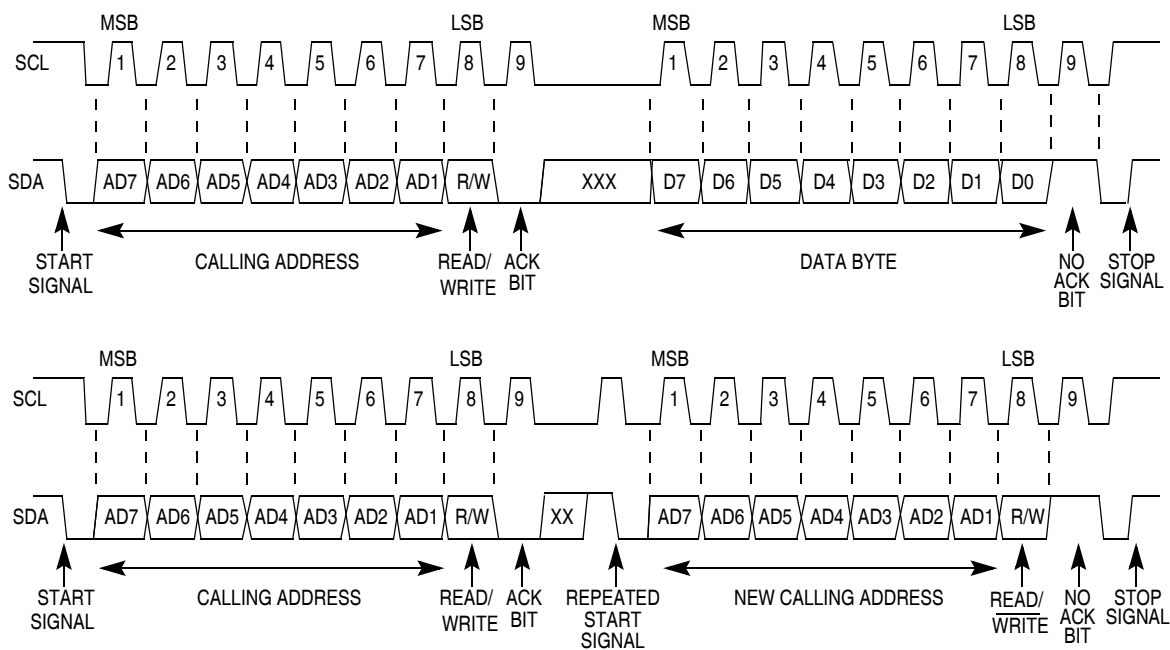 MSB LSB MSB LSB
SCL 1 2 3 4 5 6 7 8 9 1 2 3 4 5 6 7 8 9
SDA AD7 AD6 AD5 AD4 AD3 AD2 AD1 R/W XXX D7 D6 D5 D4 D3 D2 D1 D0
START
SIGNAL
CALLING ADDRESS
READ/
WRITE
ACK
BIT
DATA BYTE
NO
ACK
BIT
STOP
SIGNAL
MSB LSB MSB LSB
SCL 1 2 3 4 5 6 7 8 9 1 2 3 4 5 6 7 8 9
SDA AD7 AD6 AD5 AD4 AD3 AD2 AD1 R/W XX AD7 AD6 AD5 AD4 AD3 AD2 AD1 R/W
START
SIGNAL
CALLING ADDRESS
READ/
WRITE
ACK
BIT
REPEATED
START
SIGNAL
NEW CALLING ADDRESS
READ/
WRITE
NO
ACK
BIT
STOP
SIGNAL